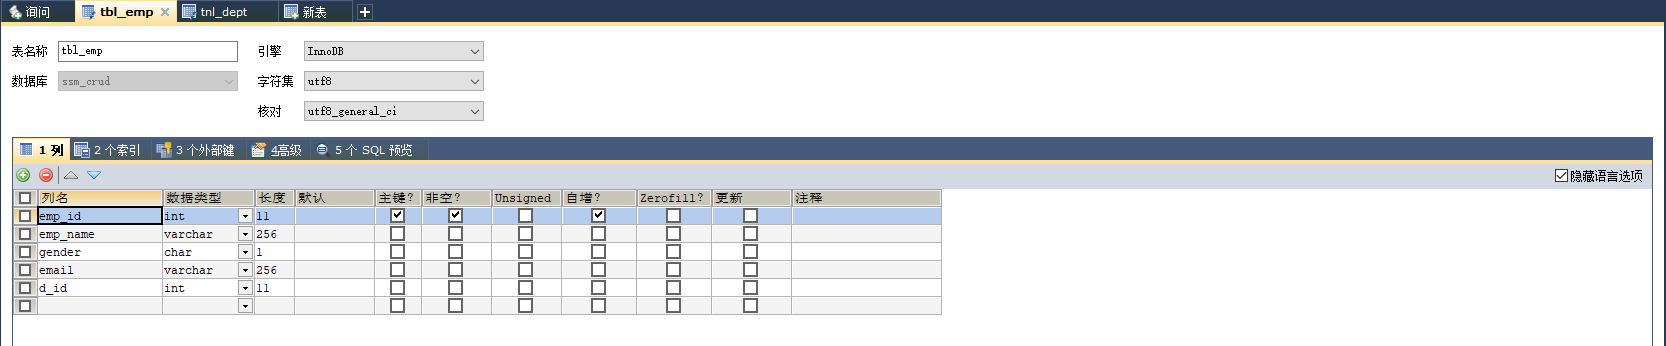 询问 tbl_emp tnl_dept 新表
表名称 tbl_emp 引擎 InnoDB
数据库 ssm_crud 字符集 utf8
核对 utf8_general_ci
1 列 2 个索引 3 个外部键 4高级 5 个 SQL 预览
隐藏语言选项
列名 数据类型 长度 默认 主键? 非空? Unsigned 自增? Zerofill? 更新 注释
emp_id int 11
emp_name varchar 256
gender char 1
email varchar 256
d_id int 11